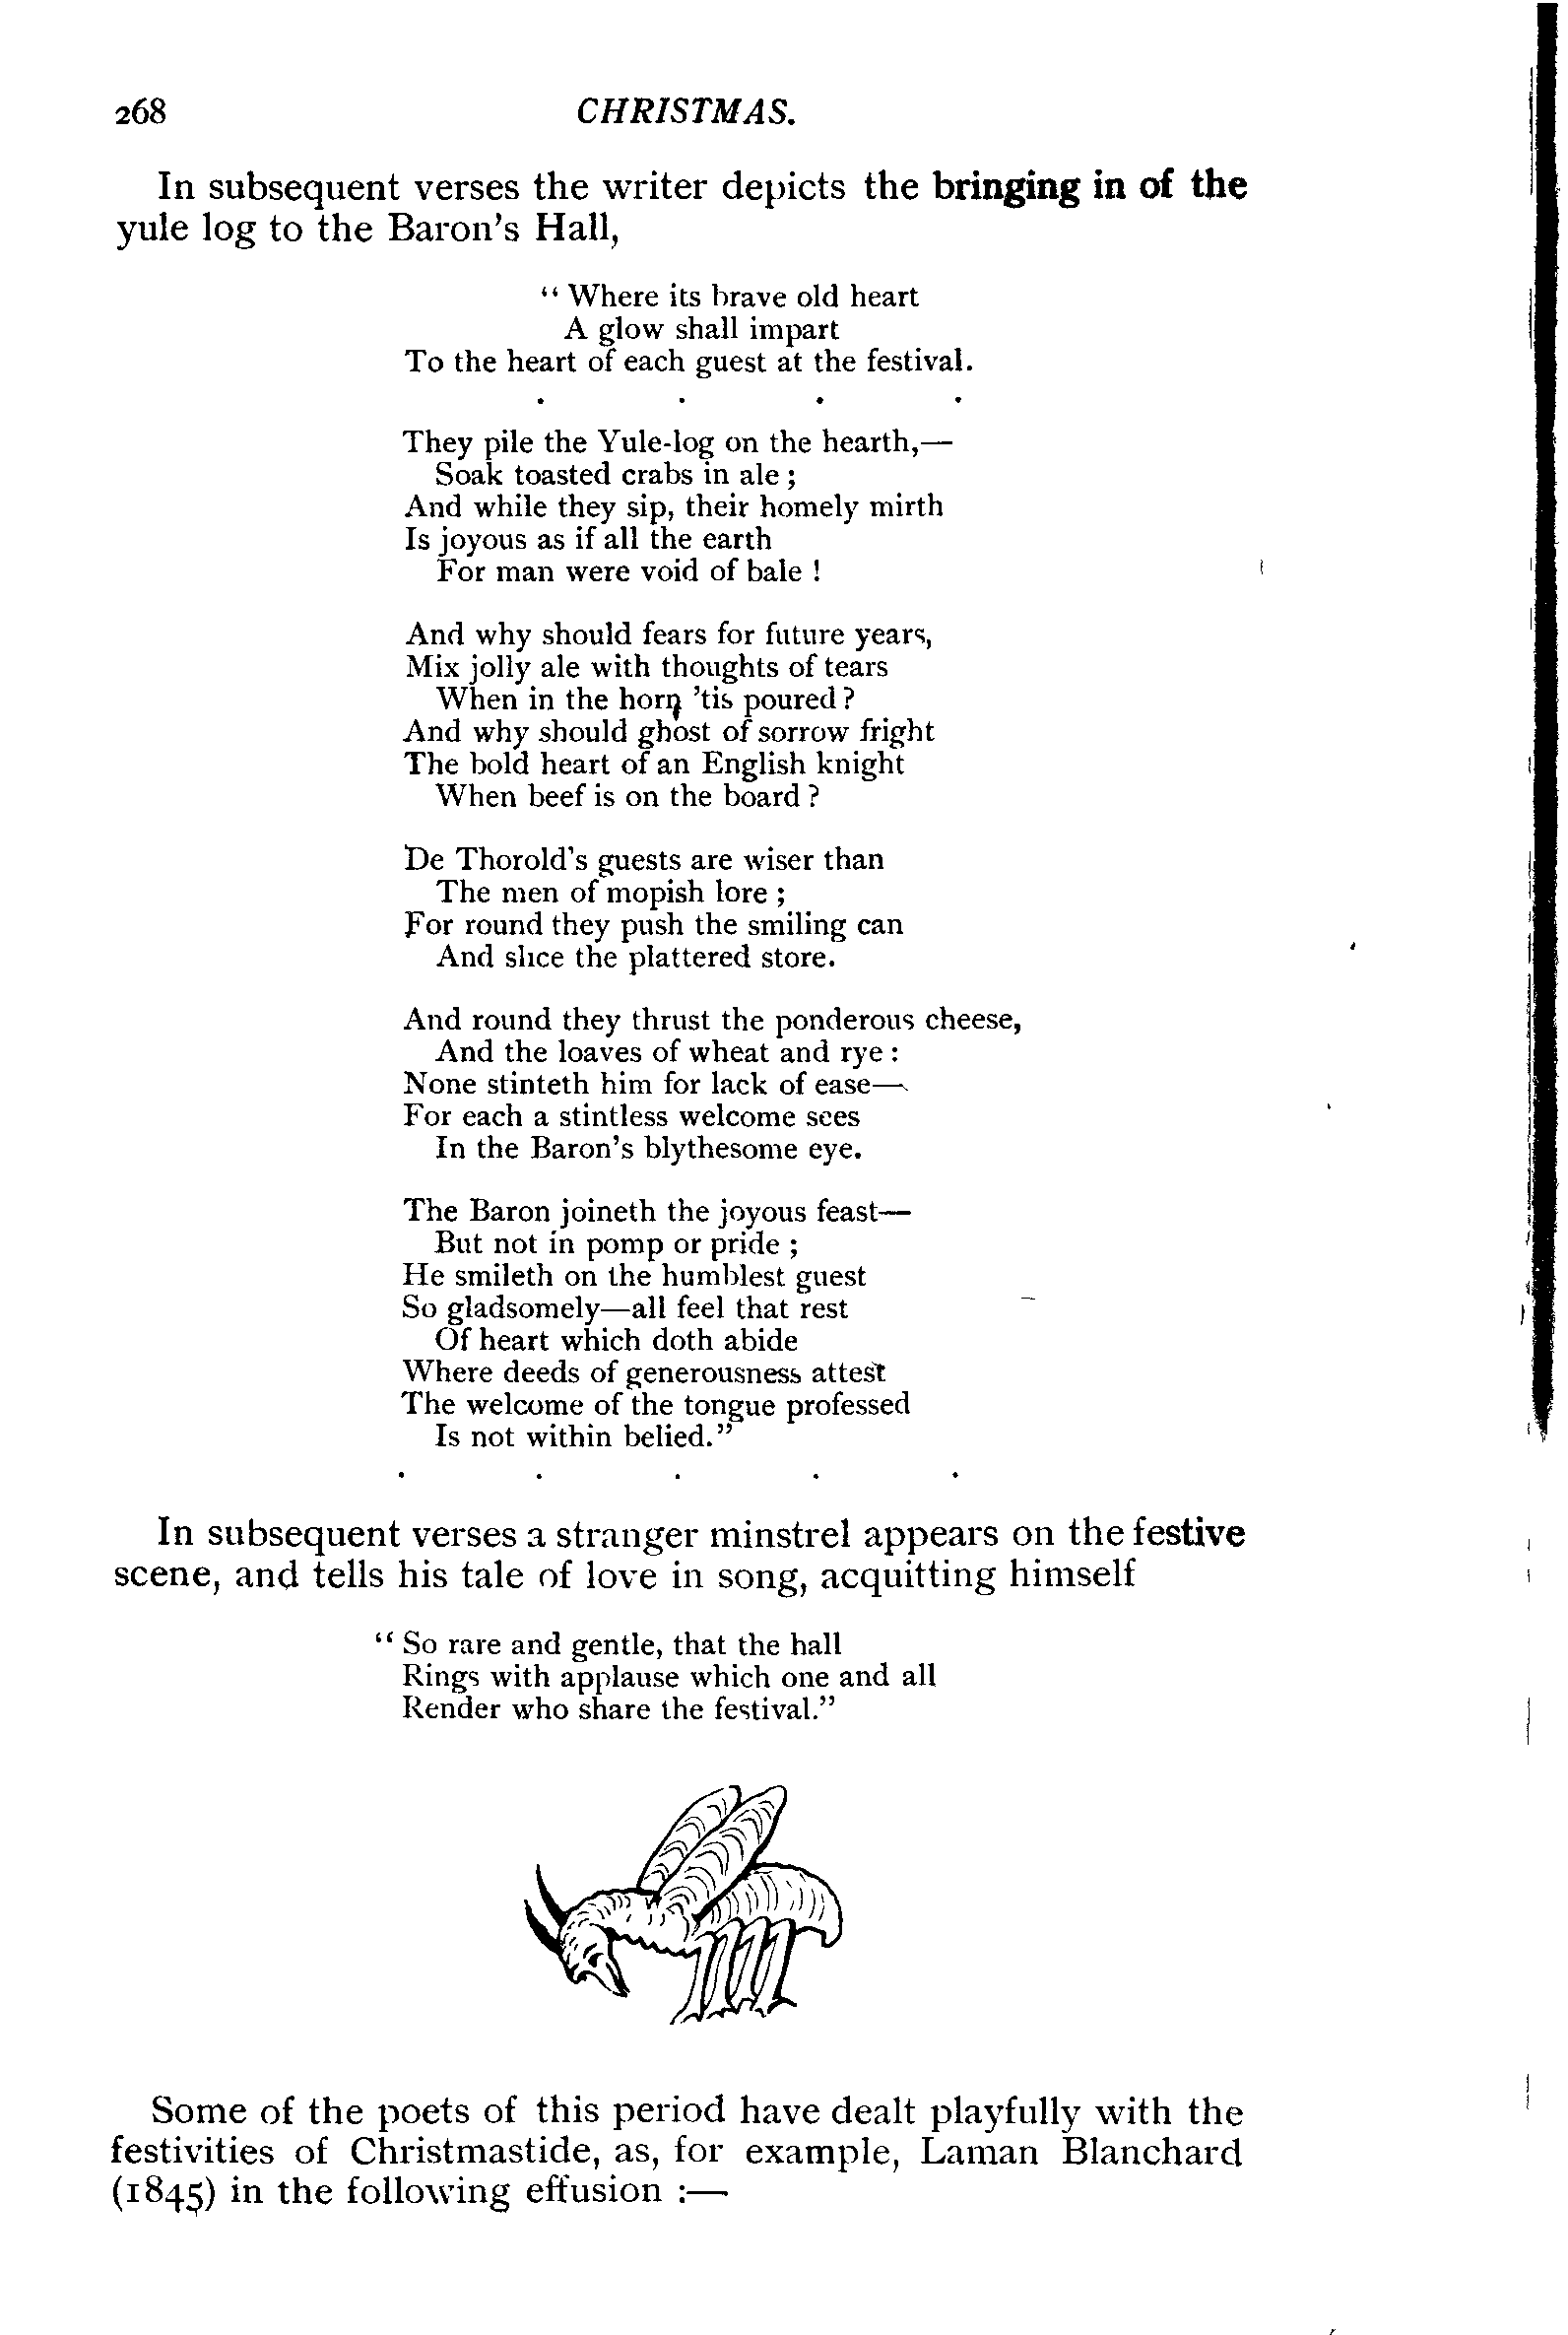 268 CHRISTMAS.
In subsequent verses the writer depicts the bringing in of the
yule log to the Baron's Hall,
“ Where its brave old heart
A glow shall impart
To the heart of each guest at the festival.
. . . .
They pile the Yule-log on the hearth,—
Soak toasted crabs in ale ;
And while they sip, their homely mirth
Is joyous as if all the earth
For man were void of bale !
And why should fears for future years,
Mix jolly ale with thoughts of tears
When in the horn 'tis poured ?
And why should ghost of sorrow fright
The bold heart of an English knight
When beef is on the board ?
De Thorold's guests are wiser than
The men of mopish lore ;
For round they push the smiling can
And slice the plattered store.
And round they thrust the ponderous cheese,
And the loaves of wheat and rye :
None stinteth him for lack of ease—
For each a stintless welcome sees
In the Baron's blythesome eye.
The Baron joineth the joyous feast—
But not in pomp or pride ;
He smileth on the humblest guest
So gladsomely—all feel that rest
Of heart which doth abide
Where deeds of generousness attest
The welcome of the tongue professed
Is not within belied.”
. . . . .
In subsequent verses a stranger minstrel appears on the festive
scene, and tells his tale of love in song, acquitting himself
“ So rare and gentle, that the hall
Rings with applause which one and all
Render who share the festival.”
Some of the poets of this period have dealt playfully with the
festivities of Christmastide, as, for example, Laman Blanchard
(1845) in the following effusion :—